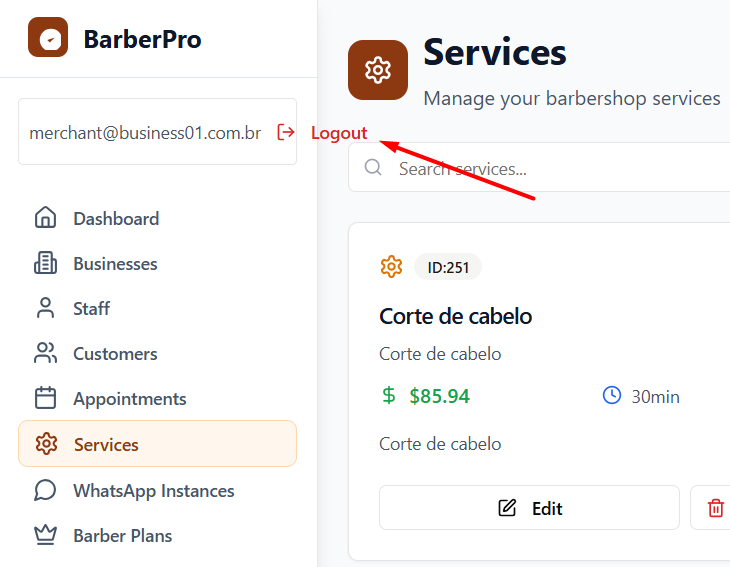 BarberPro
merchant@business01.com.br
Logout
Dashboard
Businesses
Staff
Customers
Appointments
Services
WhatsApp Instances
Barber Plans
Services
Manage your barbershop services
Search services...
ID:251
Corte de cabelo
Corte de cabelo
$ $85.94
30min
Corte de cabelo
Edit